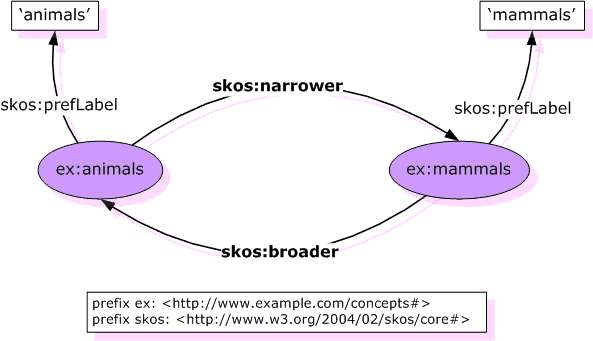 ‘animals’
‘mammals’
skos:prefLabel
skos:narrower
skos:prefLabel
ex:animals
ex:mammals
skos:broader
prefix ex: <http://www.example.com/concepts#>
prefix skos: <http://www.w3.org/2004/02/skos/core#>